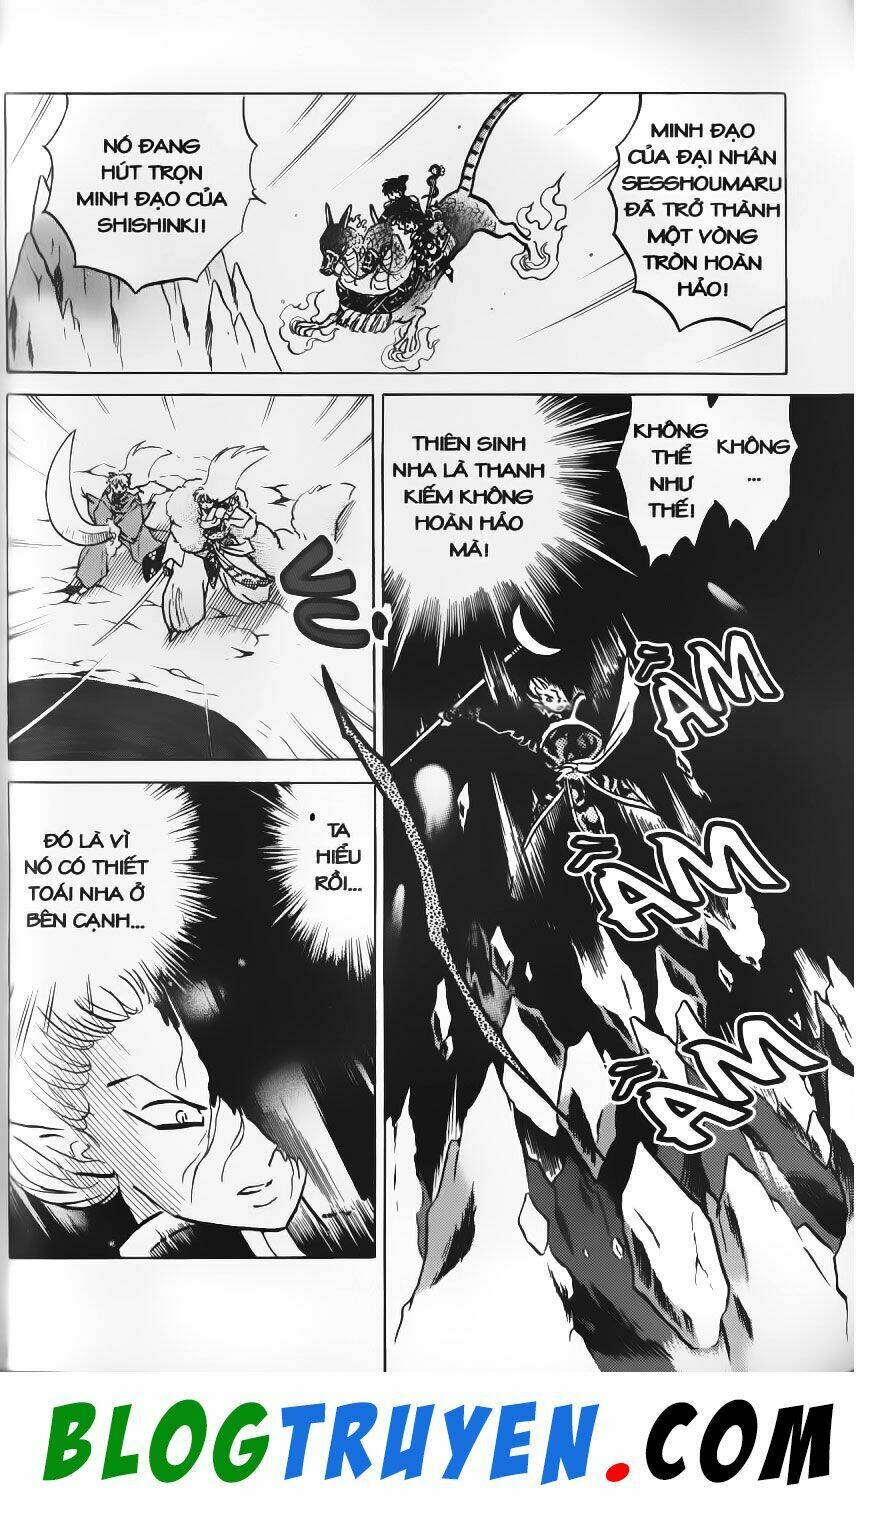 MINH ĐẠO
CỦA ĐẠI NHÂN
SESSHOUMARU
ĐÃ TRỞ THÀNH
MỘT VÒNG
TRÒN HOÀN
HẢO!
NÓ ĐANG
HÚT TRỌN
MINH ĐẠO CỦA
SHISHINKI!
KHÔNG
...
KHÔNG
THỂ
NHƯ
THẾ!
THIÊN SINH
NHA LÀ THANH
KIẾM KHÔNG
HOÀN HẢO
MÀ!
ẦM
ẦM
ẦM
VÙ
TA
HIỂU
RỒI...
ĐÓ LÀ VÌ
NÓ CÓ THIẾT
TOÁI NHA Ở
BÊN CẠNH...
BLOGTRUYEN.COM